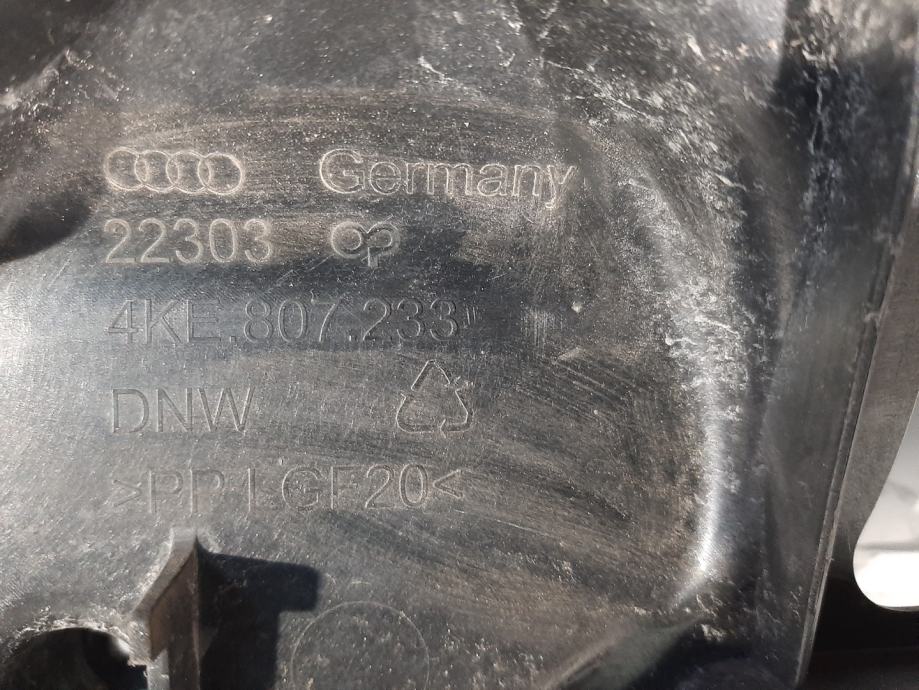 Germany
22303
4KE.807.233
DNW
>PP LGF20<